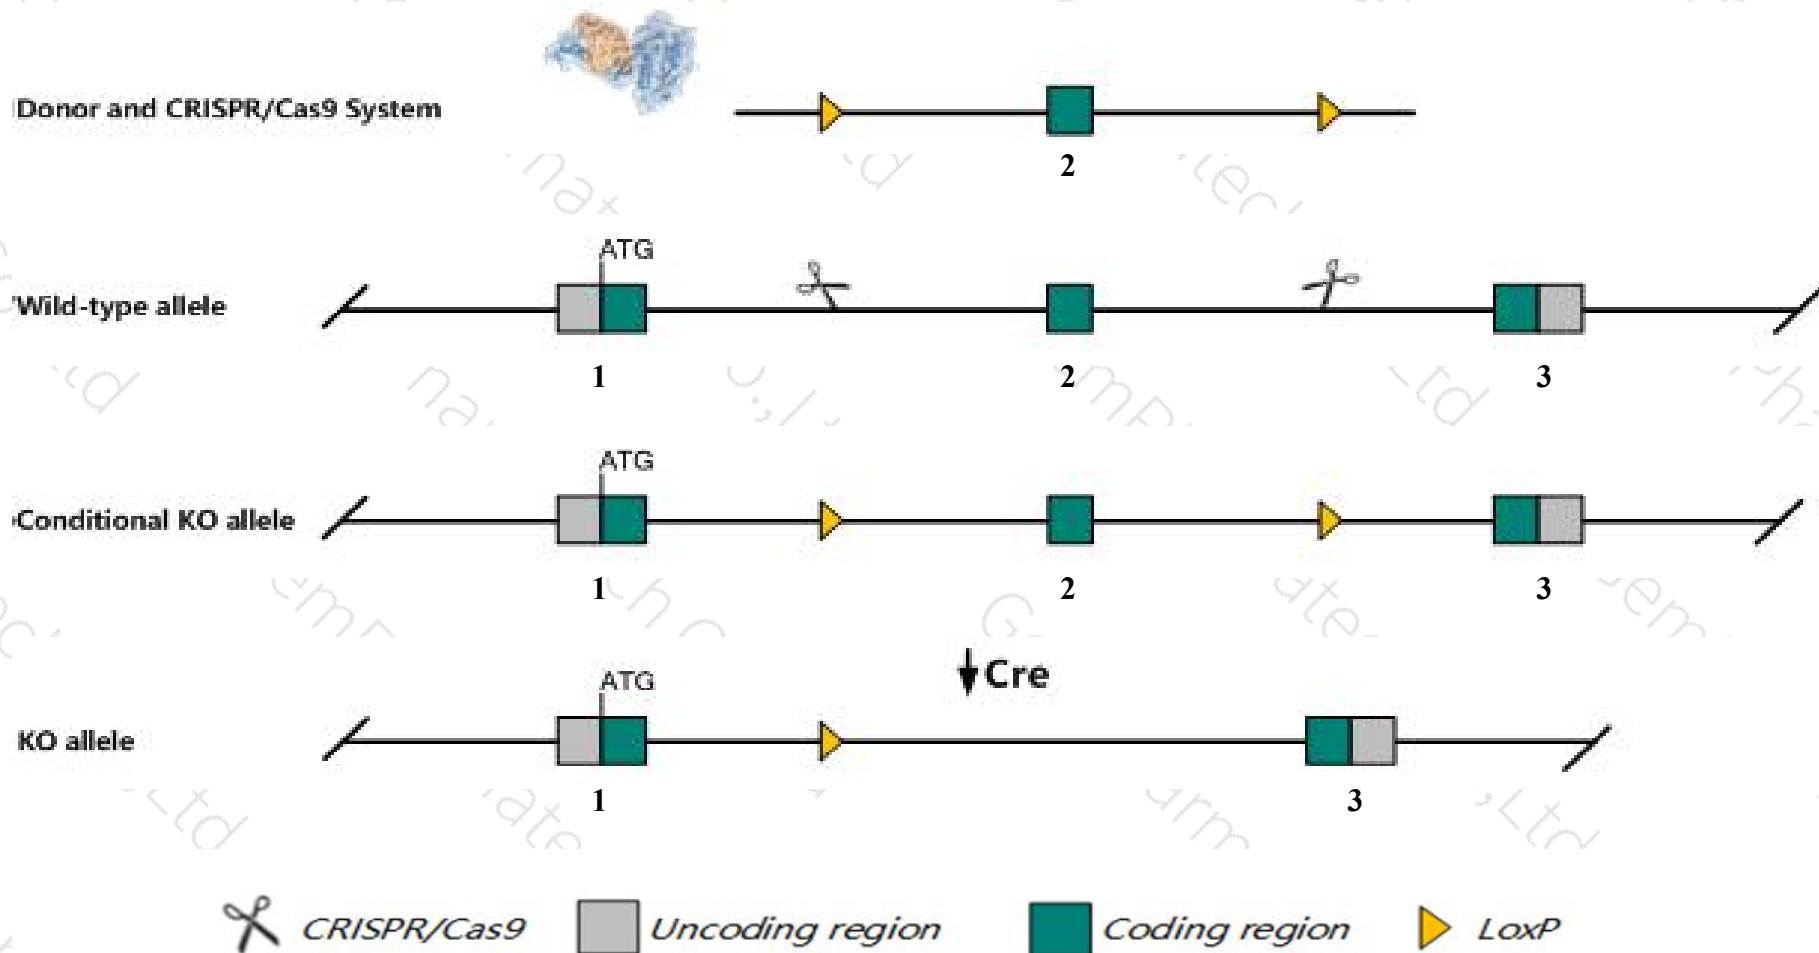 Donor and CRISPR/Cas9 System
2
ATG
Wild-type allele
1 2 3
ATG
Conditional KO allele
1 2 3
Cre
ATG
KO allele
1 3
CRISPR/Cas9 Uncoding region Coding region LoxP